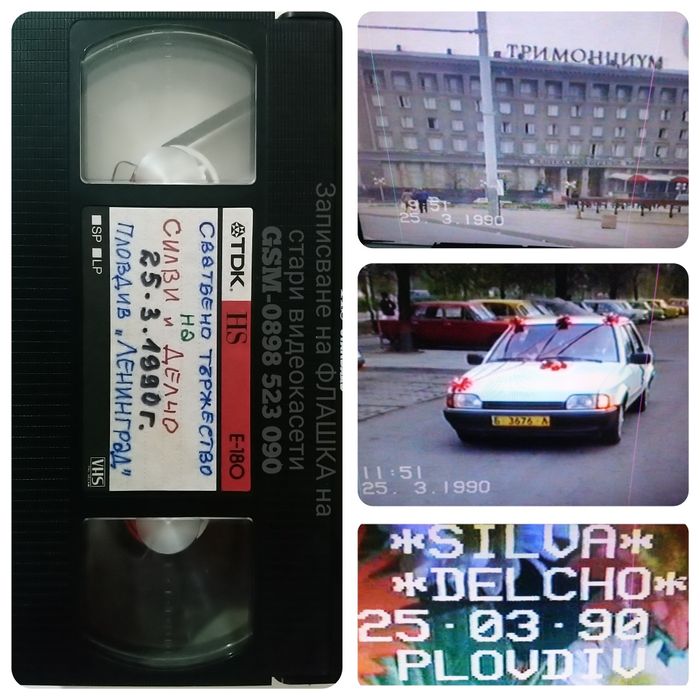 TDK
HS
E-180
Сватбено тържество
на
Силви и Делчо
25.3.1990г.
Пловдив „Ленинград"
SP LP
VHS
Записване на ФЛАШКА на
стари видеокасети
GSM-0898 523 090
ТРИМОНЦИУМ
25. 3.1990
Б 3676 А
11:51
25. 3.1990
*SILVA*
*DELCHO*
25·03·90
PLOVDIV